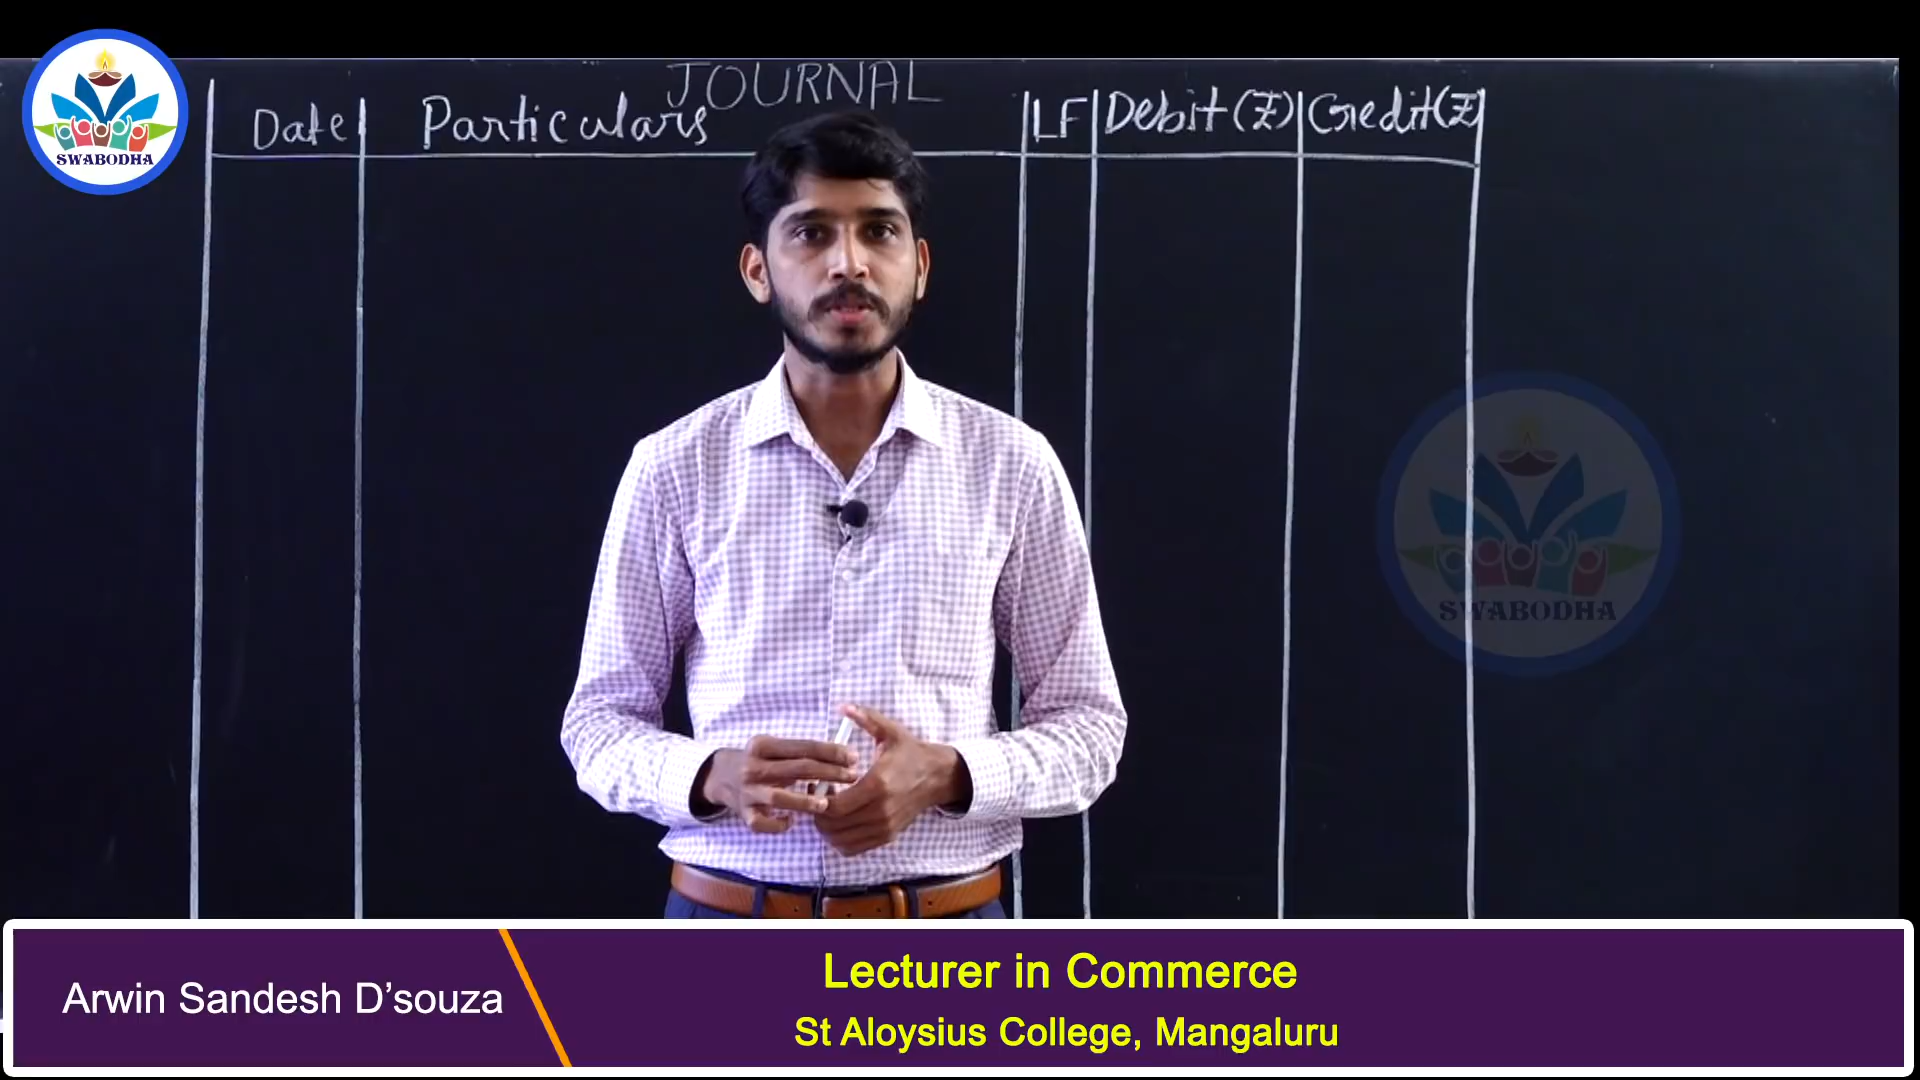 SWABODHA
JOURNAL
Date Particulars LF Debit (₹) Credit (₹)
SWABODHA
Arwin Sandesh D’souza
Lecturer in Commerce
St Aloysius College, Mangaluru